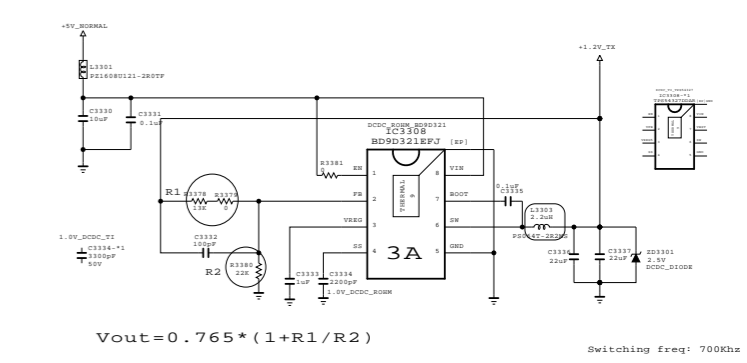 +5V_NORMAL
L3301
PZ1608U121-2R0TF
C3330
10uF
C3331
0.1uF
+1.2V_TX
DCDC_ROHM_BD9D321
IC3308
BD9D321EFJ
[EP]
IC3308-*1
THERMAL
9
R3381
0
EN
1
FB
2
VREG
3
SS
4
8
VIN
7
BOOT
6
SW
5
GND
3A
0.1uF
C3335
L3303
2.2uH
R1
R3378
13K
R3379
0
C3332
100pF
R2
R3380
22K
1.0V_DCDC_TI
C3334-*1
3300pF
50V
C3333
1uF
C3334
2200pF
1.0V_DCDC_ROHM
C3336
22uF
C3337
22uF
ZD3301
2.5V
DCDC_DIODE
Vout=0.765*(1+R1/R2)
Switching freq: 700Khz